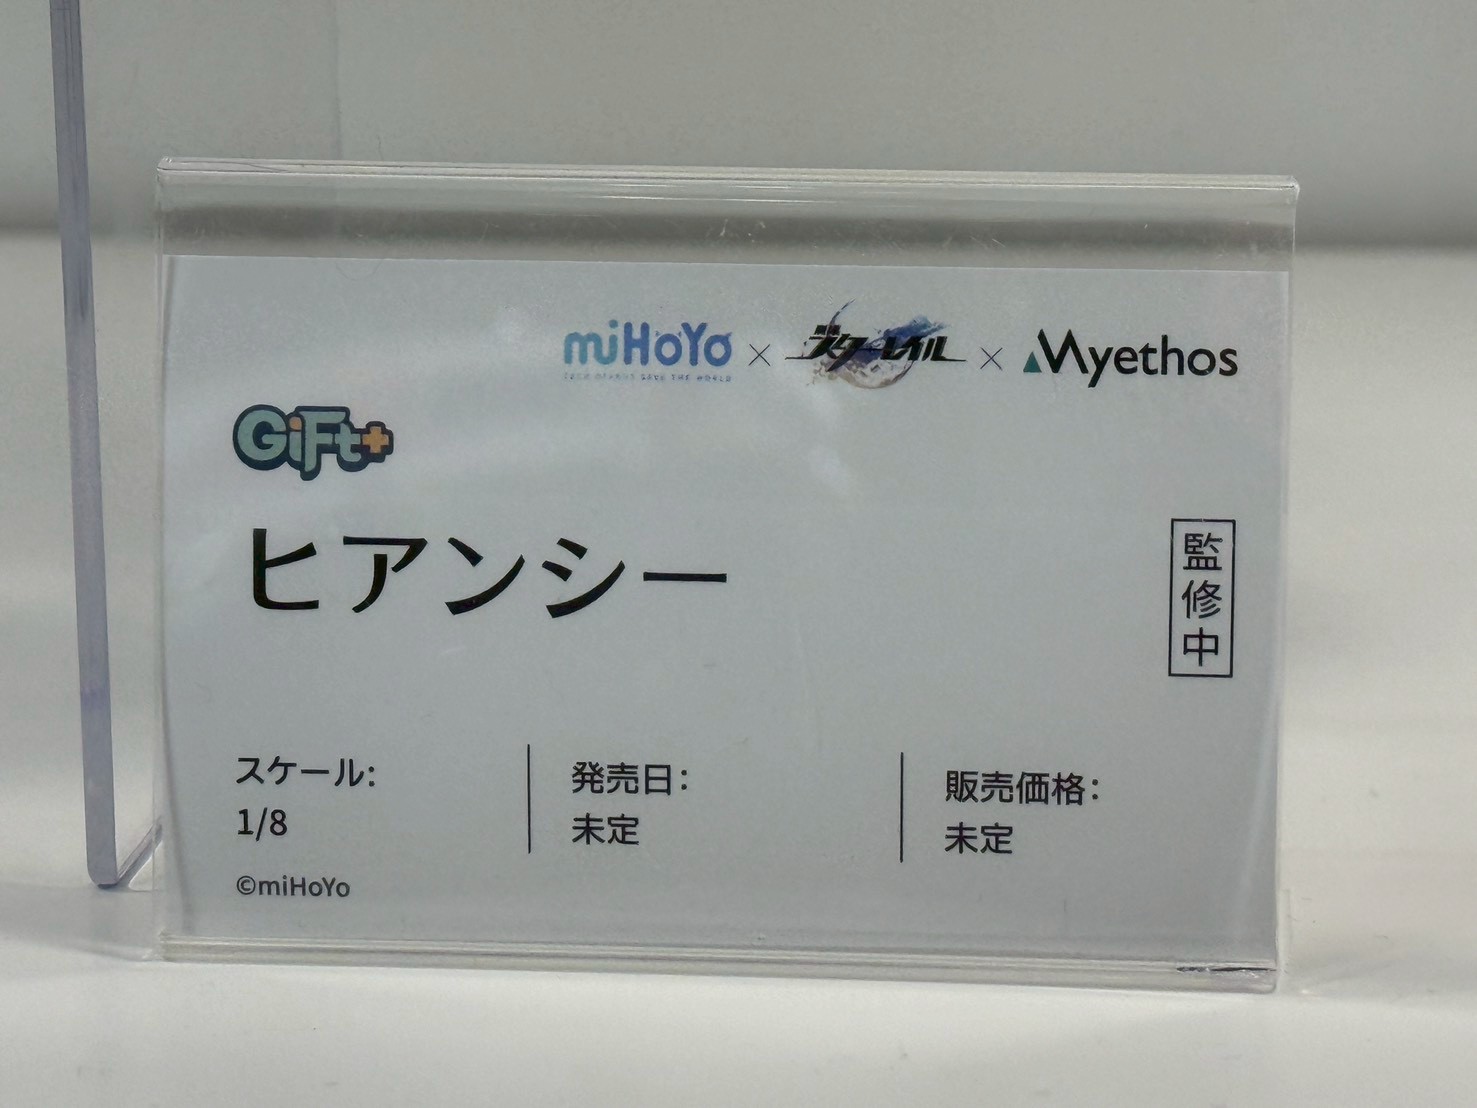 miHoYo × 崩壊スターレイル × Myethos
TECH OTAKUS SAVE THE WORLD
GiFt+
ヒアンシー
監修中
スケール:
1/8
発売日:
未定
販売価格:
未定
©miHoYo